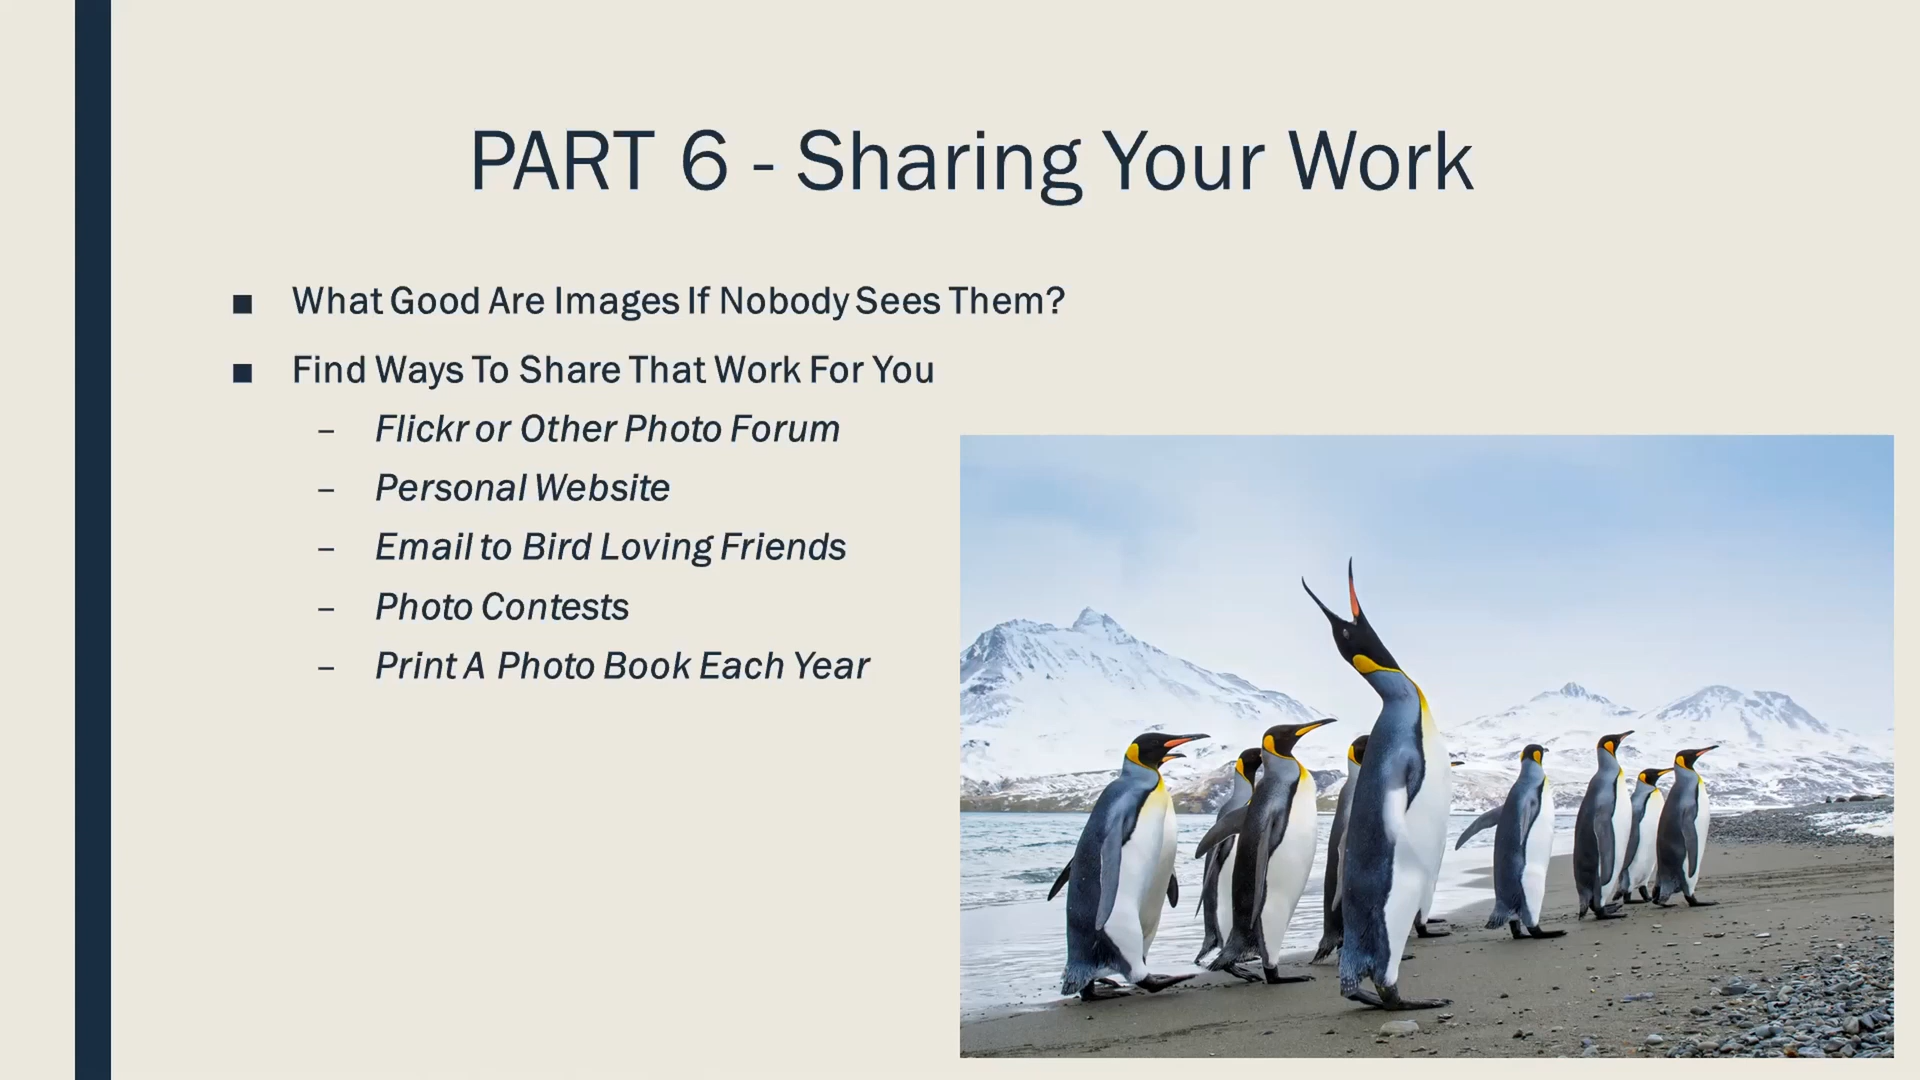 PART 6 - Sharing Your Work
What Good Are Images If Nobody Sees Them?
Find Ways To Share That Work For You
– Flickr or Other Photo Forum
– Personal Website
– Email to Bird Loving Friends
– Photo Contests
– Print A Photo Book Each Year